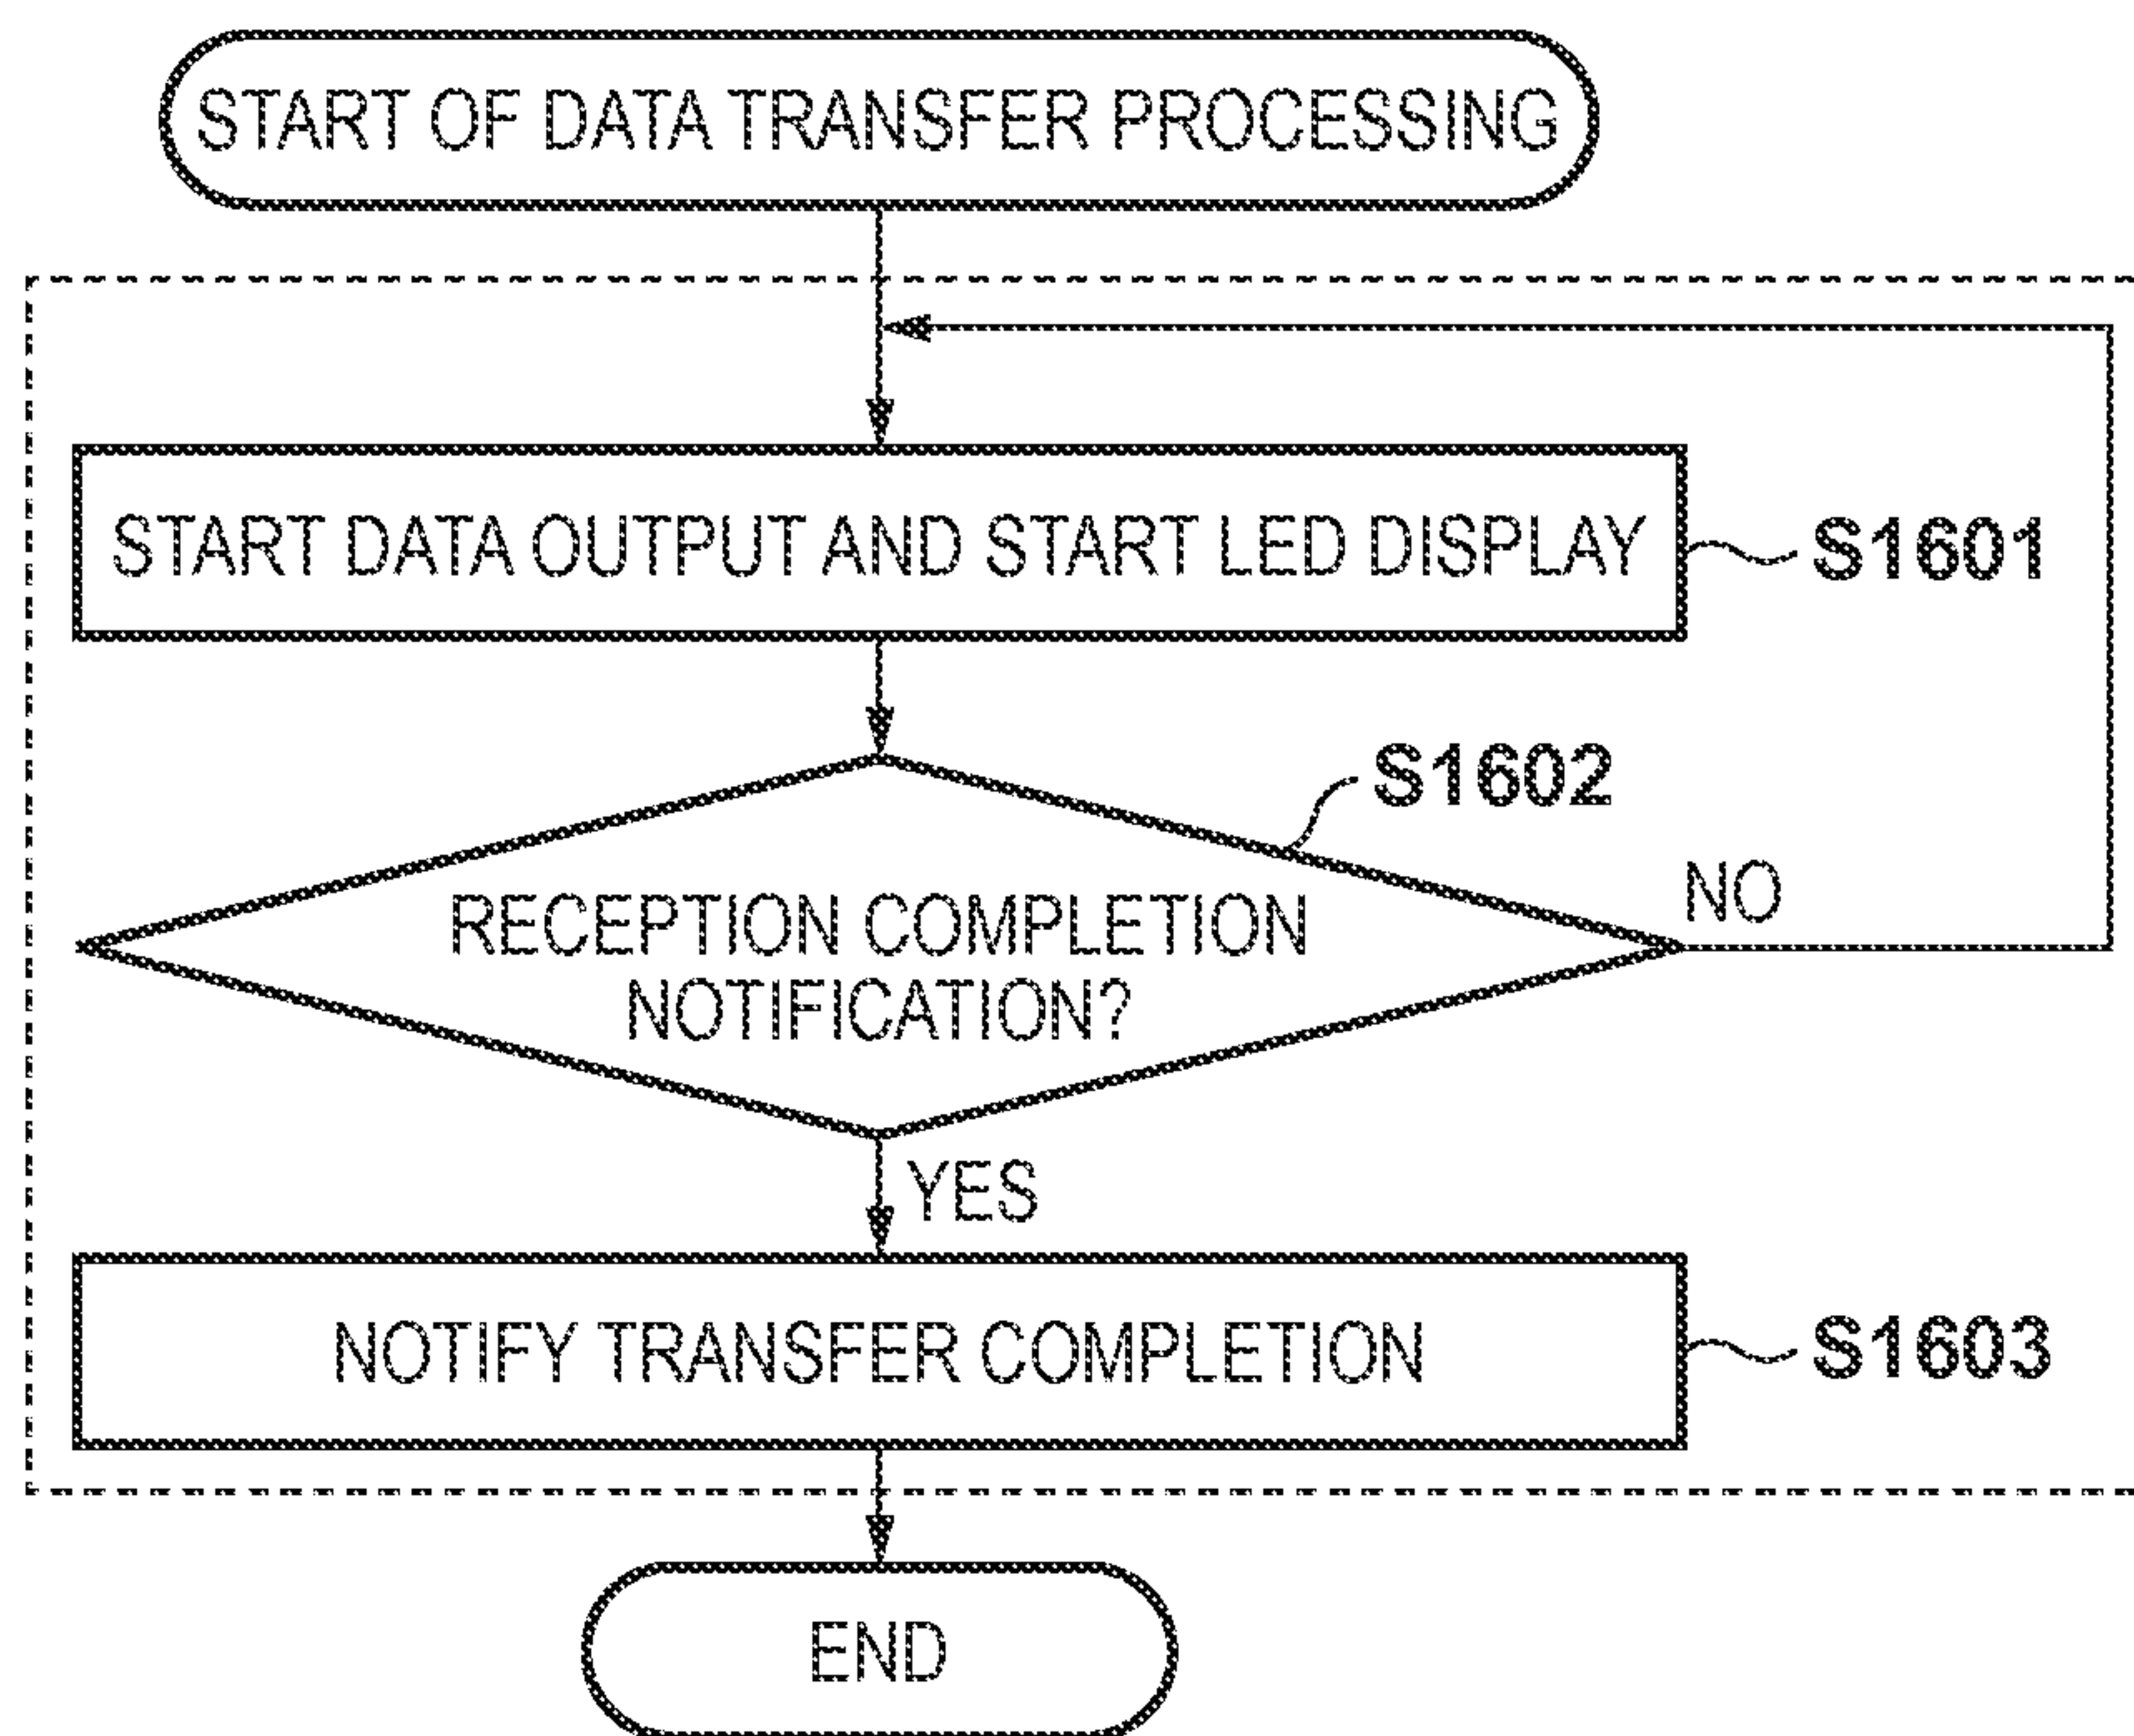 START OF DATA TRANSFER PROCESSING
START DATA OUTPUT AND START LED DISPLAY
S1601
S1602
RECEPTION COMPLETION
NOTIFICATION?
NO
YES
NOTIFY TRANSFER COMPLETION
S1603
END